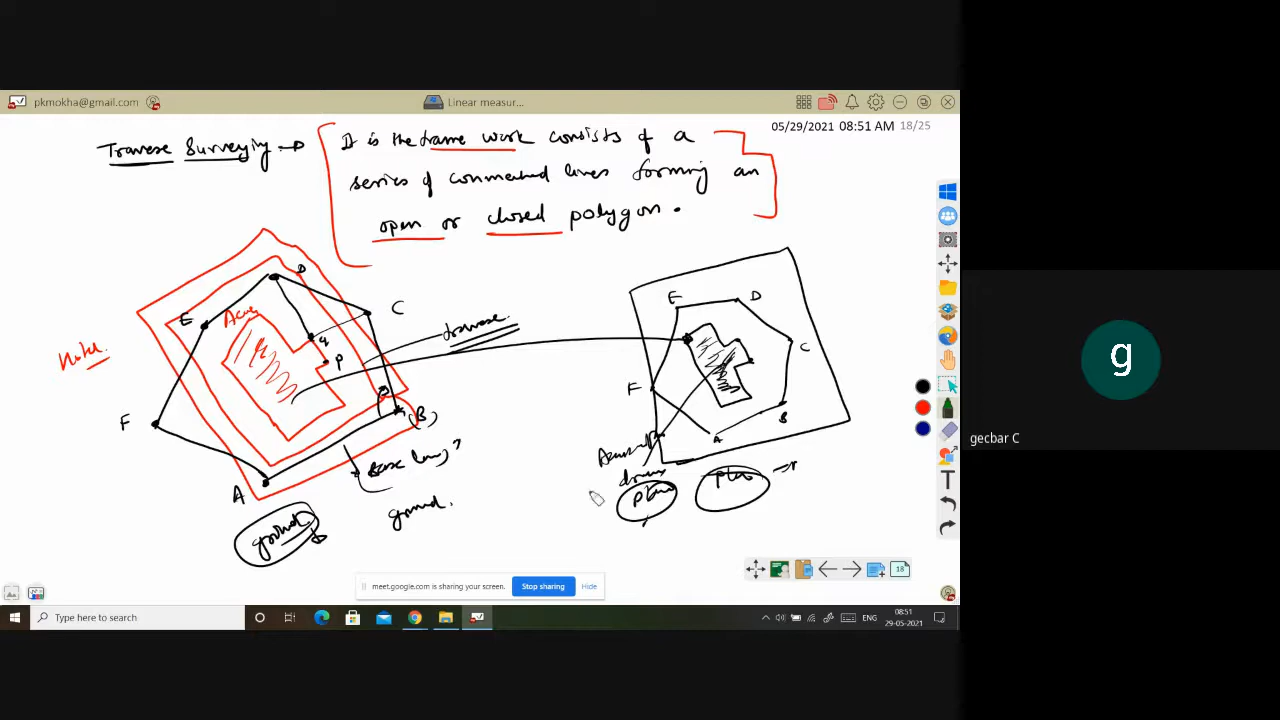 pkmokha@gmail.com
Linear measur...
05/29/2021 08:51 AM 18/25
Traverse Surveying →
It is the frame work consists of a
series of connected lines forming an
open or closed polygon.
D
C
E
q
P
traverse
F
(B)
A
ground
ground.
E
D
C
F
B
A
plan
plan
18
g
gecbar C
meet.google.com is sharing your screen.
Stop sharing
Hide
Type here to search
ENG
08:51
29-05-2021